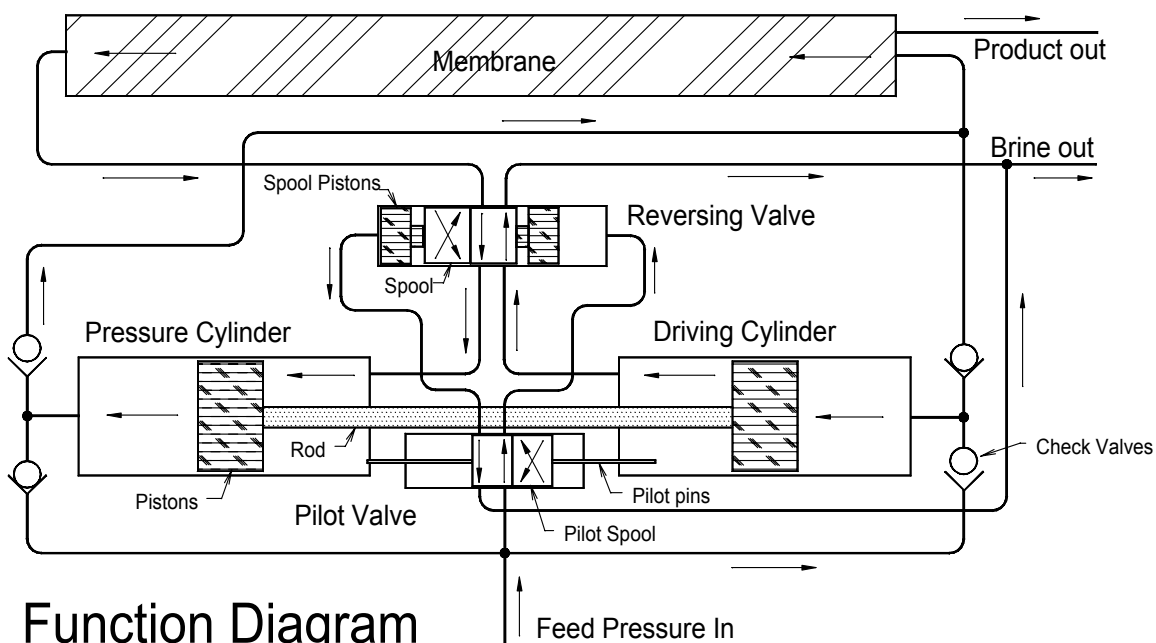 Product out
Membrane
Brine out
Spool Pistons
Reversing Valve
Spool
Pressure Cylinder
Driving Cylinder
Rod
Check Valves
Pistons
Pilot pins
Pilot Valve
Pilot Spool
Function Diagram
Feed Pressure In